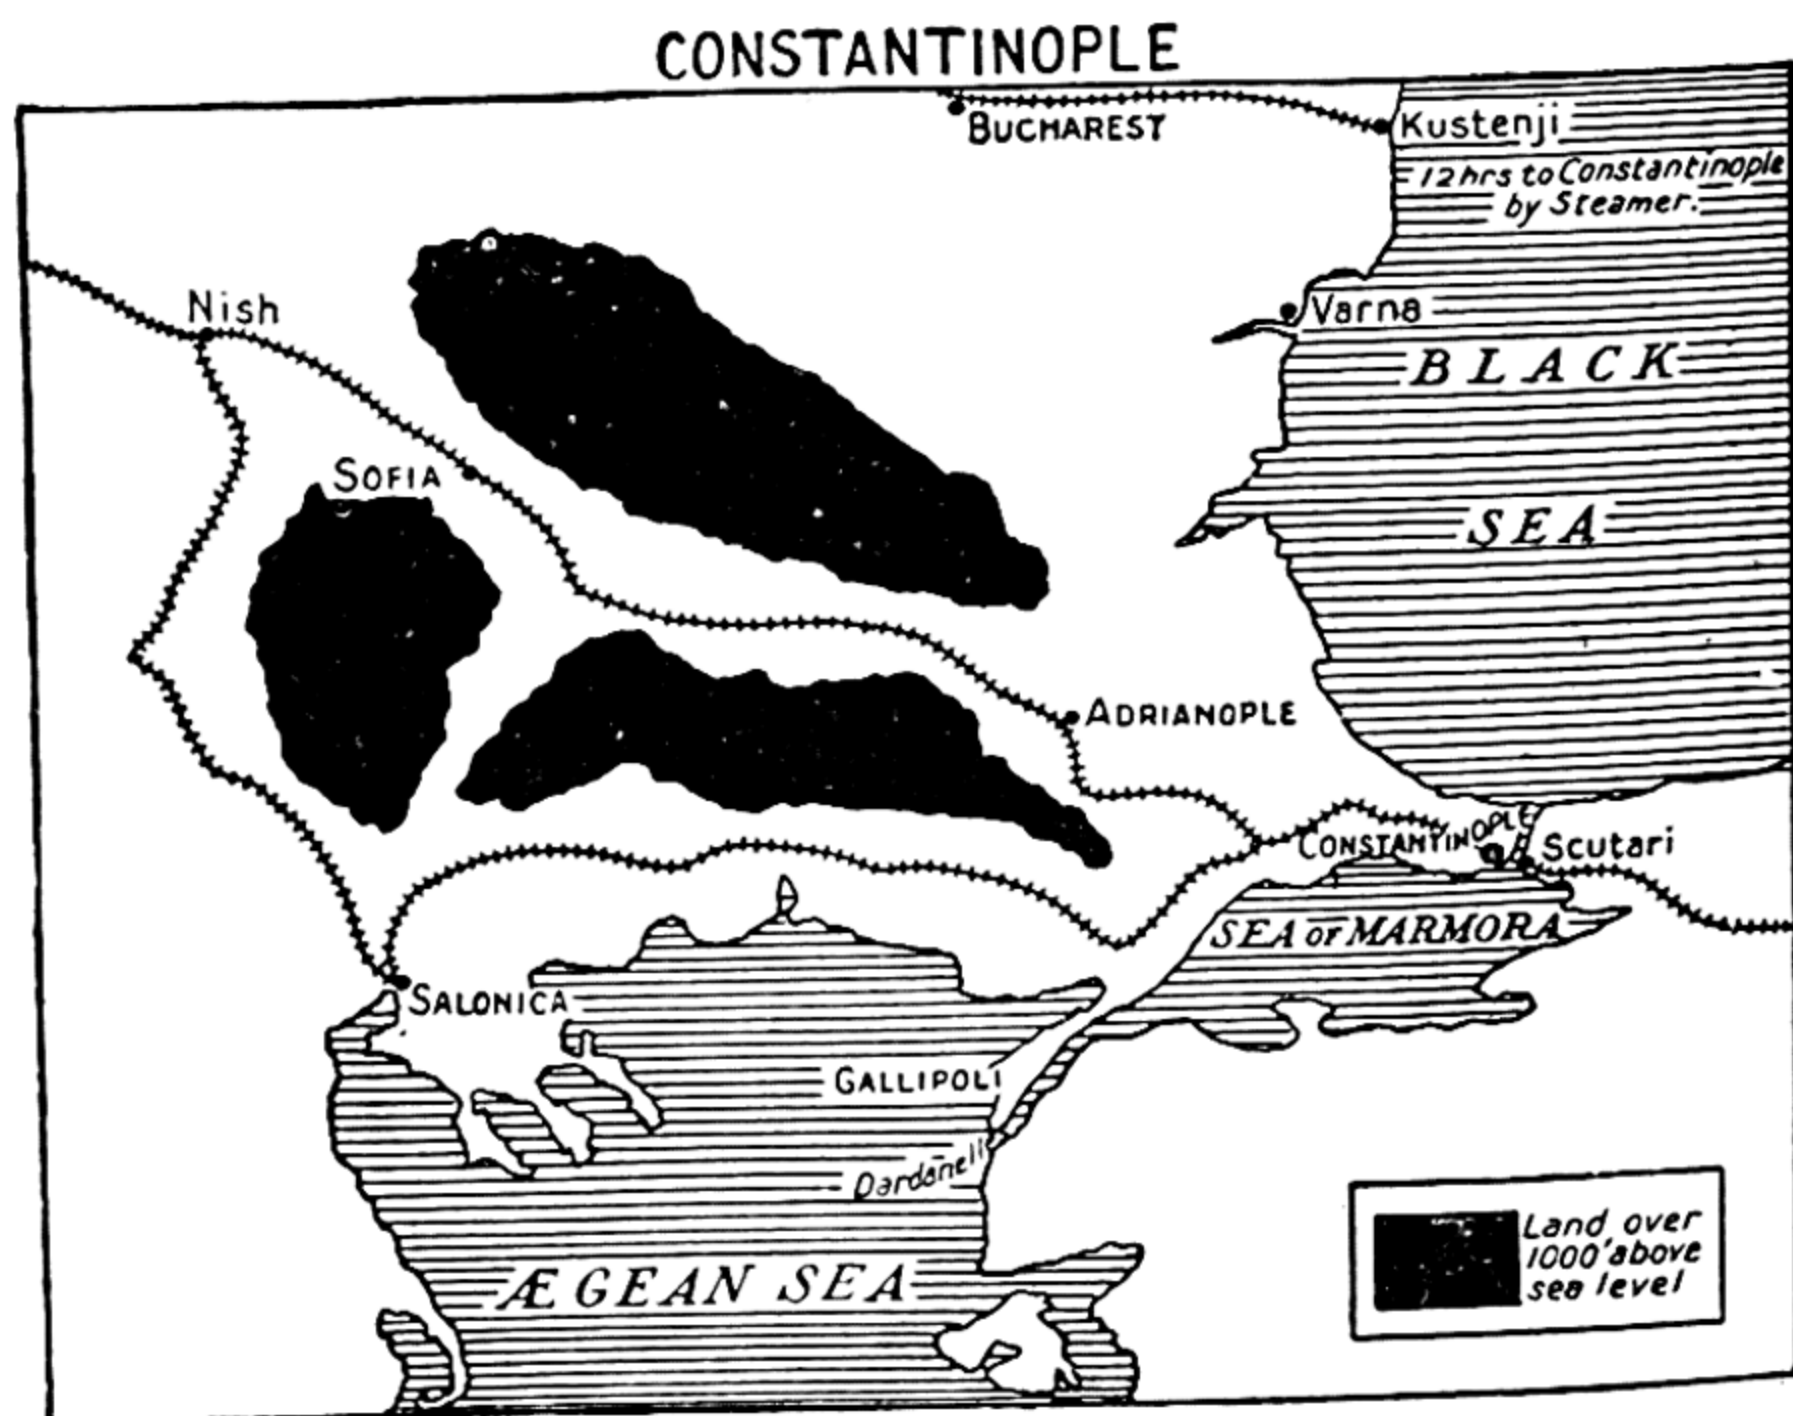 CONSTANTINOPLE
BUCHAREST
Kustenji
12 hrs to Constantinople
by Steamer.
Nish
Varna
BLACK
SEA
SOFIA
ADRIANOPLE
CONSTANTINOPLE
Scutari
SEA OF MARMORA
SALONICA
GALLIPOLI
Dardanelles
ÆGEAN SEA
Land over
1000' above
sea level